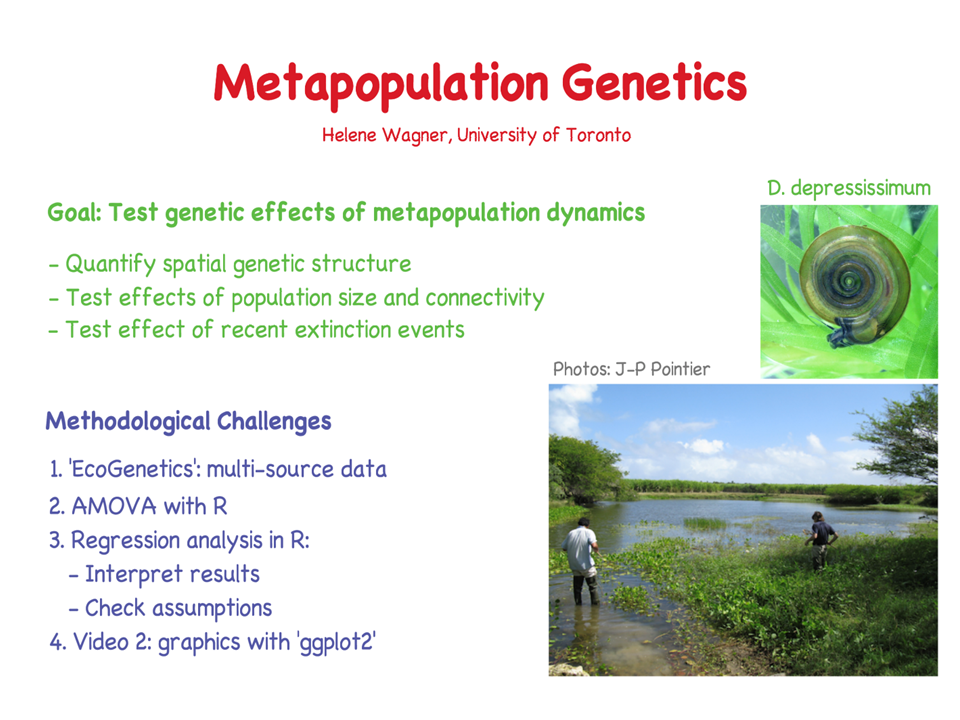 Metapopulation Genetics
Helene Wagner, University of Toronto
D. depressissimum
Goal: Test genetic effects of metapopulation dynamics
- Quantify spatial genetic structure
- Test effects of population size and connectivity
- Test effect of recent extinction events
Photos: J-P Pointier
Methodological Challenges
1. 'EcoGenetics': multi-source data
2. AMOVA with R
3. Regression analysis in R:
- Interpret results
- Check assumptions
4. Video 2: graphics with 'ggplot2'